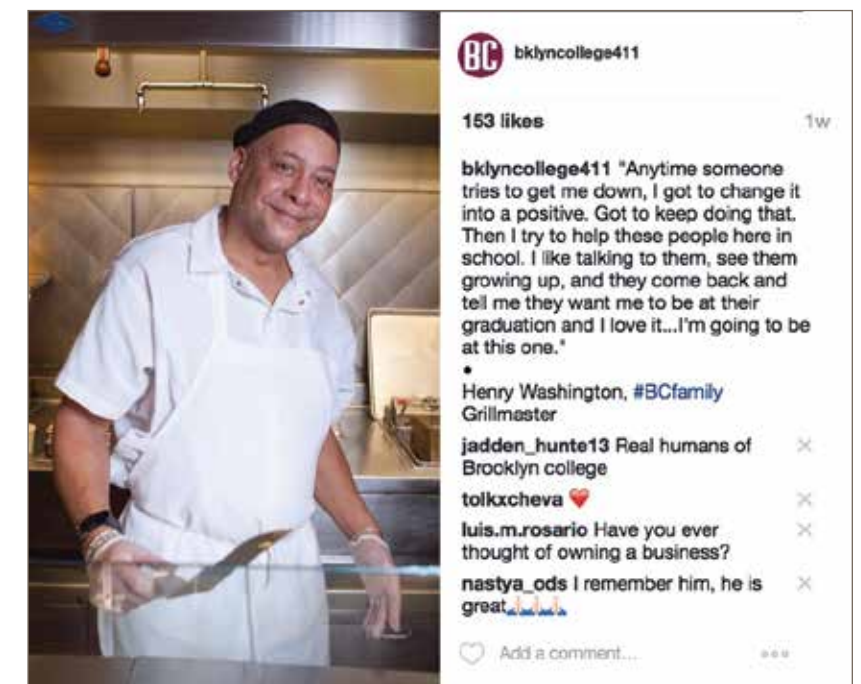 BC bklyncollege411
153 likes 1w
bklyncollege411 "Anytime someone
tries to get me down, I got to change it
into a positive. Got to keep doing that.
Then I try to help these people here in
school. I like talking to them, see them
growing up, and they come back and
tell me they want me to be at their
graduation and I love it...I'm going to be
at this one."
•
Henry Washington, #BCfamily
Grillmaster
jadden_hunte13 Real humans of
Brooklyn college
tolkxcheva ❤️
luis.m.rosario Have you ever
thought of owning a business?
nastya_ods I remember him, he is
great🙏🏻🙏🏻🙏🏻
Add a comment...